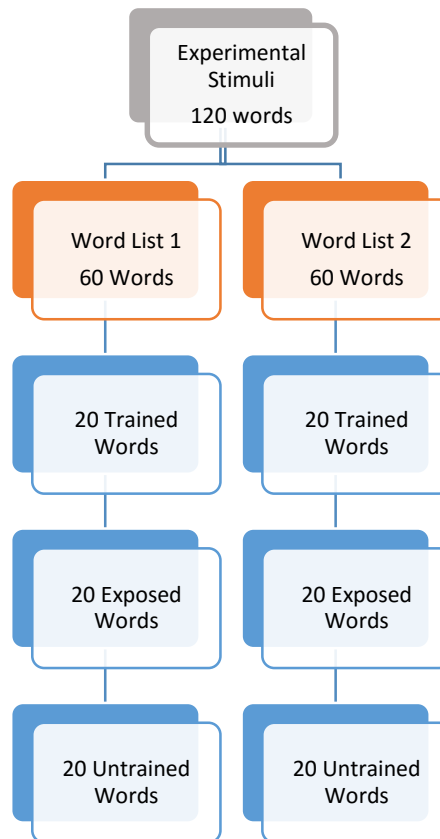 Experimental
Stimuli
120 words
Word List 1
60 Words
Word List 2
60 Words
20 Trained
Words
20 Trained
Words
20 Exposed
Words
20 Exposed
Words
20 Untrained
Words
20 Untrained
Words